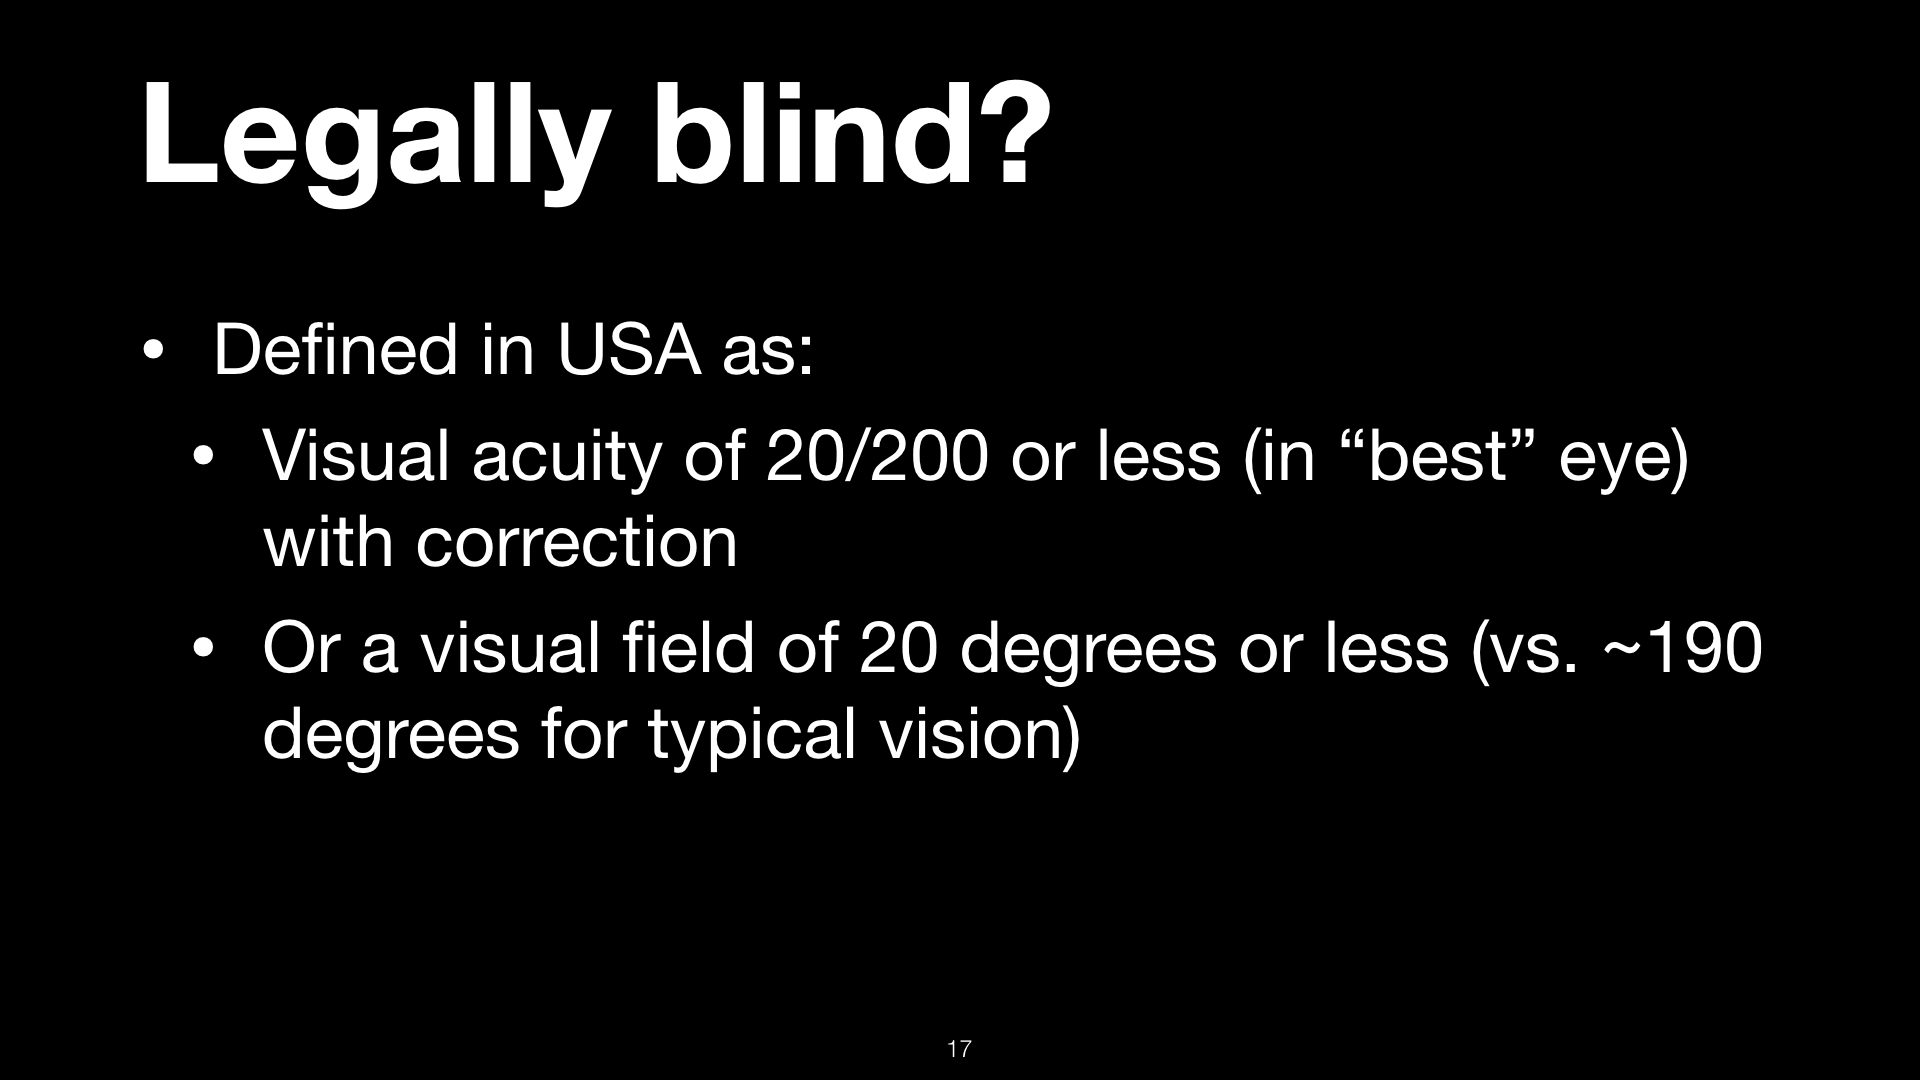 Legally blind?
• Defined in USA as:
• Visual acuity of 20/200 or less (in “best” eye)
with correction
• Or a visual field of 20 degrees or less (vs. ~190
degrees for typical vision)
17